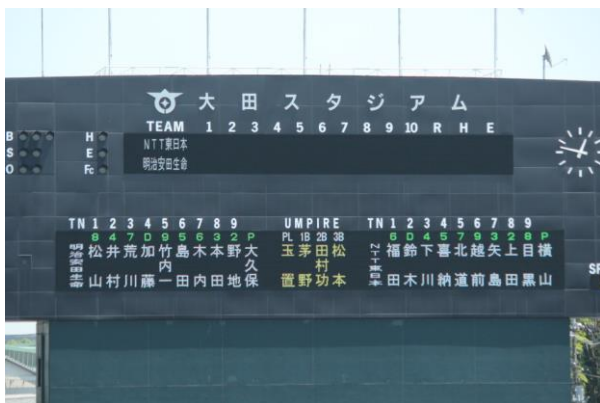 大田スタジアム
TEAM 1 2 3 4 5 6 7 8 9 10 R H E
NTT東日本
明治安田生命
B
S
O
H
E
Fc
TN 1 2 3 4 5 6 7 8 9
8 4 7 D 9 5 6 3 2 P
明治安田生命
松山
井村
荒川
加藤
竹内一
島田
木内
本田
野地
大久保
UMPIRE
PL 1B 2B 3B
玉置
茅野
田村功
松本
TN 1 2 3 4 5 6 7 8 9
6 D 4 5 7 9 3 2 8 P
NTT東日本
福田
鈴木
下川
喜納
北道
越前
矢島
上田
目黒
横山